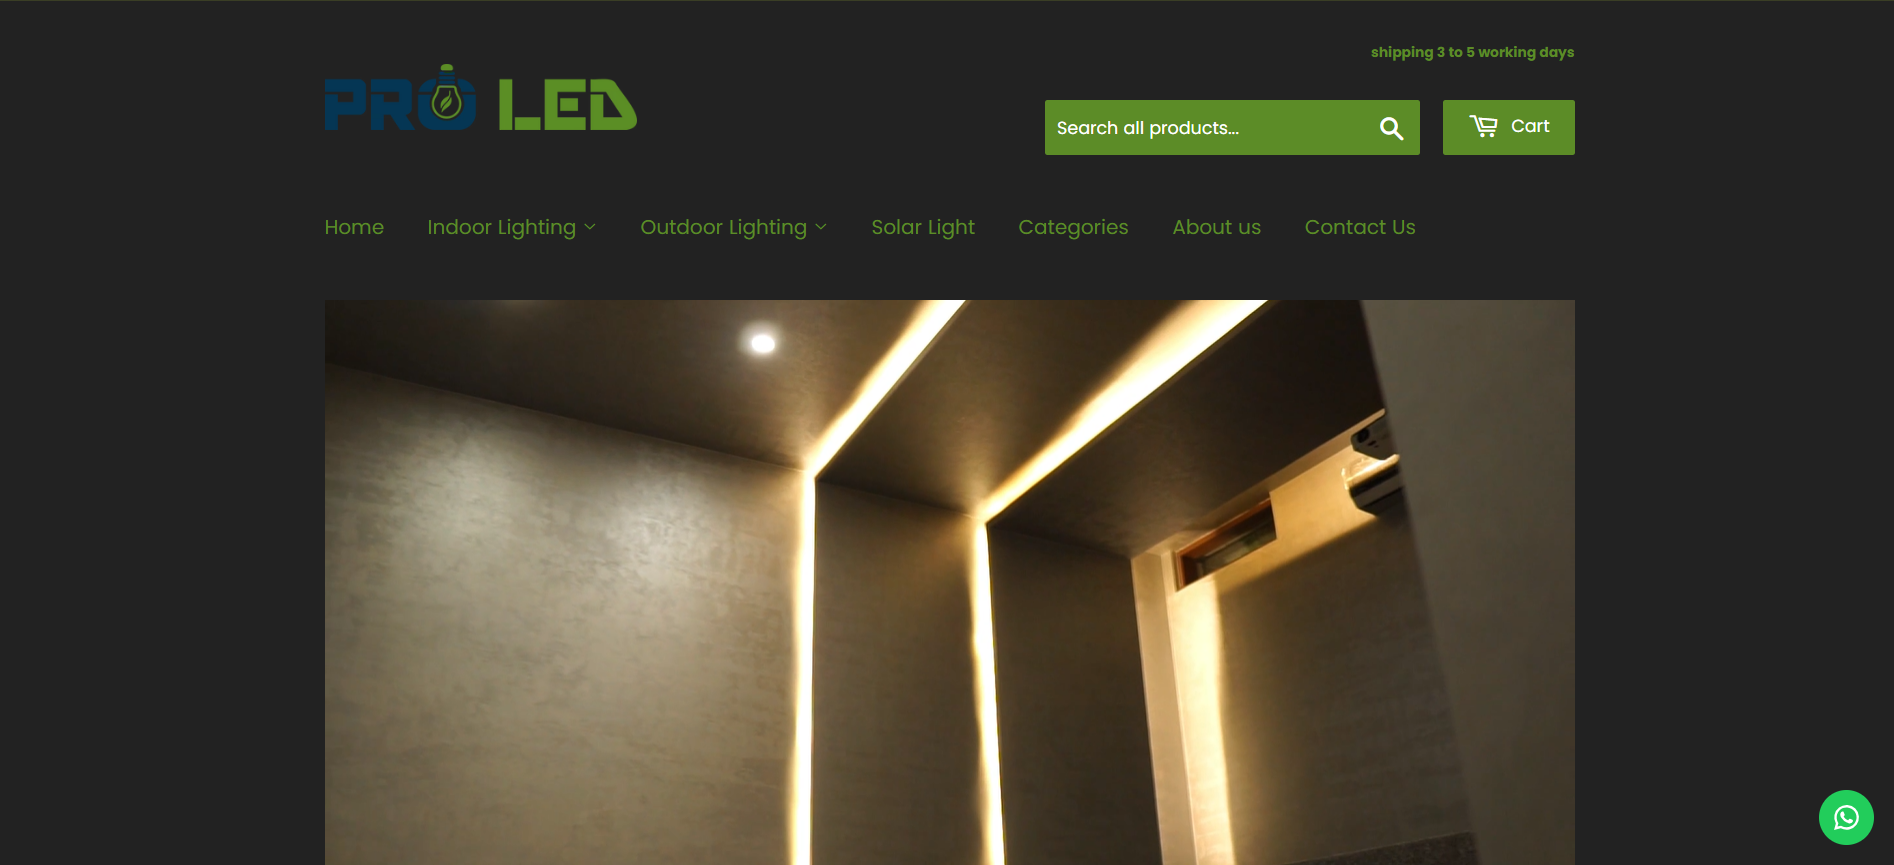 shipping 3 to 5 working days
PRO LED
Search all products...
Cart
Home Indoor Lighting Outdoor Lighting Solar Light Categories About us Contact Us